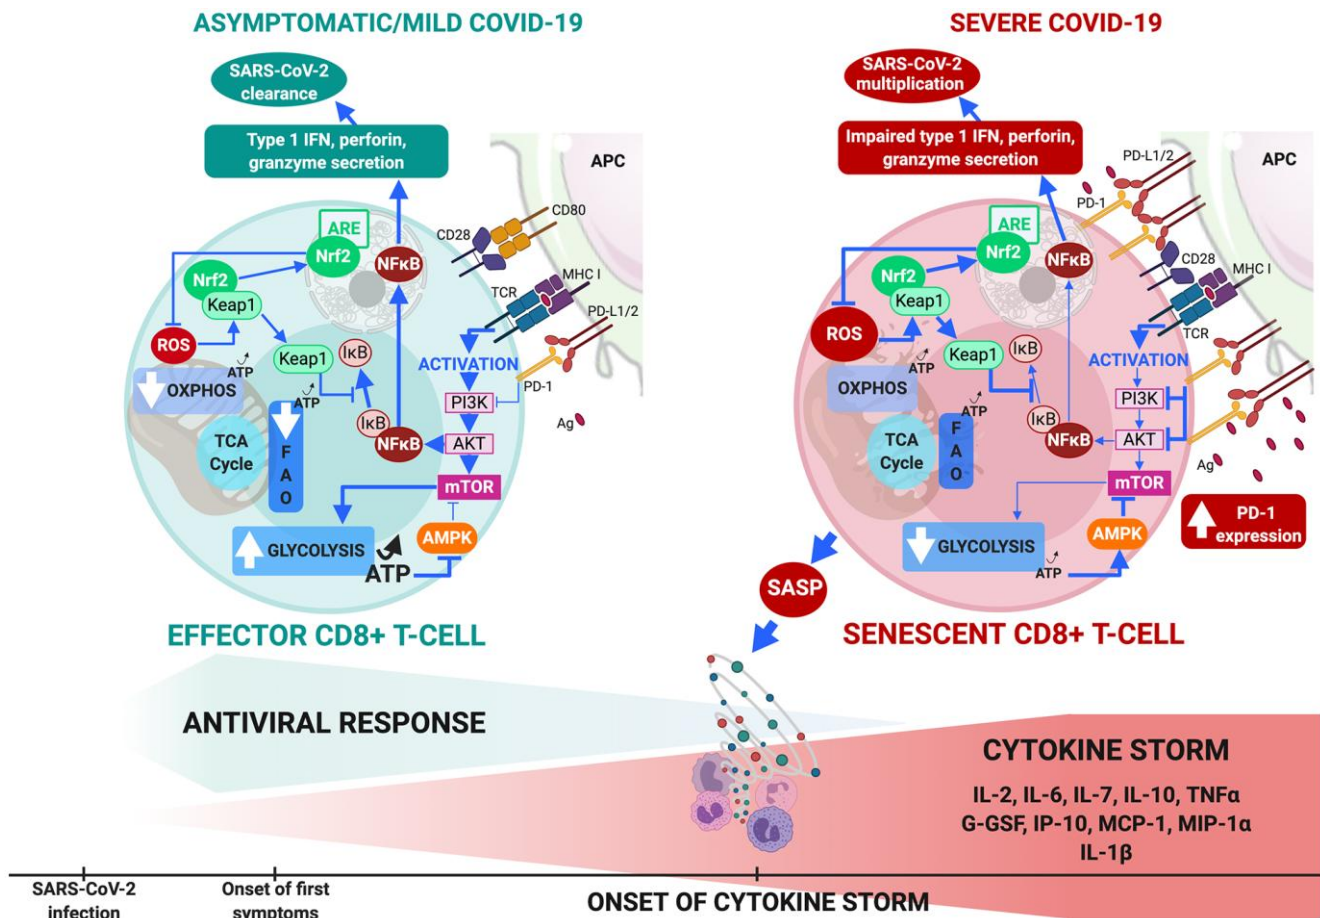 ASYMPTOMATIC/MILD COVID-19
SARS-CoV-2
clearance
Type 1 IFN, perforin,
granzyme secretion
APC
CD80
CD28
ARE
Nrf2
NFκB
Nrf2
Keap1
MHC I
TCR
PD-L1/2
ROS
ATP
Keap1
IκB
ACTIVATION
OXPHOS
ATP
PD-1
PI3K
IκB
Ag
TCA
Cycle
F
A
O
NFκB
AKT
mTOR
GLYCOLYSIS
AMPK
ATP
EFFECTOR CD8+ T-CELL
SEVERE COVID-19
SARS-CoV-2
multiplication
Impaired type 1 IFN, perforin,
granzyme secretion
PD-L1/2
APC
PD-1
ARE
Nrf2
NFκB
CD28
Nrf2
Keap1
MHC I
TCR
ROS
ATP
Keap1
IκB
ACTIVATION
OXPHOS
ATP
PI3K
IκB
TCA
Cycle
F
A
O
NFκB
AKT
Ag
mTOR
PD-1
expression
GLYCOLYSIS
AMPK
ATP
SASP
SENESCENT CD8+ T-CELL
ANTIVIRAL RESPONSE
CYTOKINE STORM
IL-2, IL-6, IL-7, IL-10, TNFα
G-GSF, IP-10, MCP-1, MIP-1α
IL-1β
SARS-CoV-2
infection
Onset of first
symptoms
ONSET OF CYTOKINE STORM